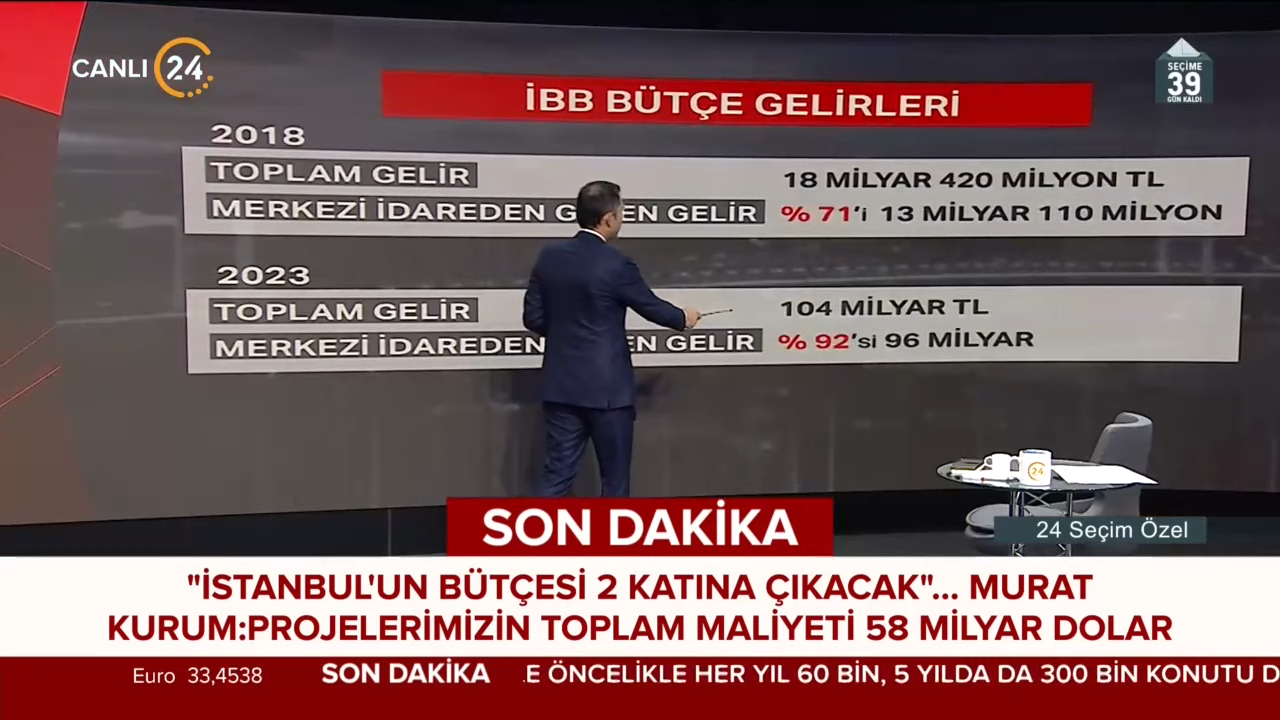 CANLI 24
SEÇİME
39
GÜN KALDI
İBB BÜTÇE GELİRLERİ
2018
TOPLAM GELİR 18 MİLYAR 420 MİLYON TL
MERKEZİ İDAREDEN G EN GELİR % 71'i 13 MİLYAR 110 MİLYON
2023
TOPLAM GELİR 104 MİLYAR TL
MERKEZİ İDAREDEN EN GELİR % 92'si 96 MİLYAR
24
24 Seçim Özel
SON DAKİKA
"İSTANBUL'UN BÜTÇESİ 2 KATINA ÇIKACAK"... MURAT
KURUM:PROJELERİMİZİN TOPLAM MALİYETİ 58 MİLYAR DOLAR
Euro 33,4538 SON DAKİKA .E ÖNCELİKLE HER YIL 60 BİN, 5 YILDA DA 300 BİN KONUTU D